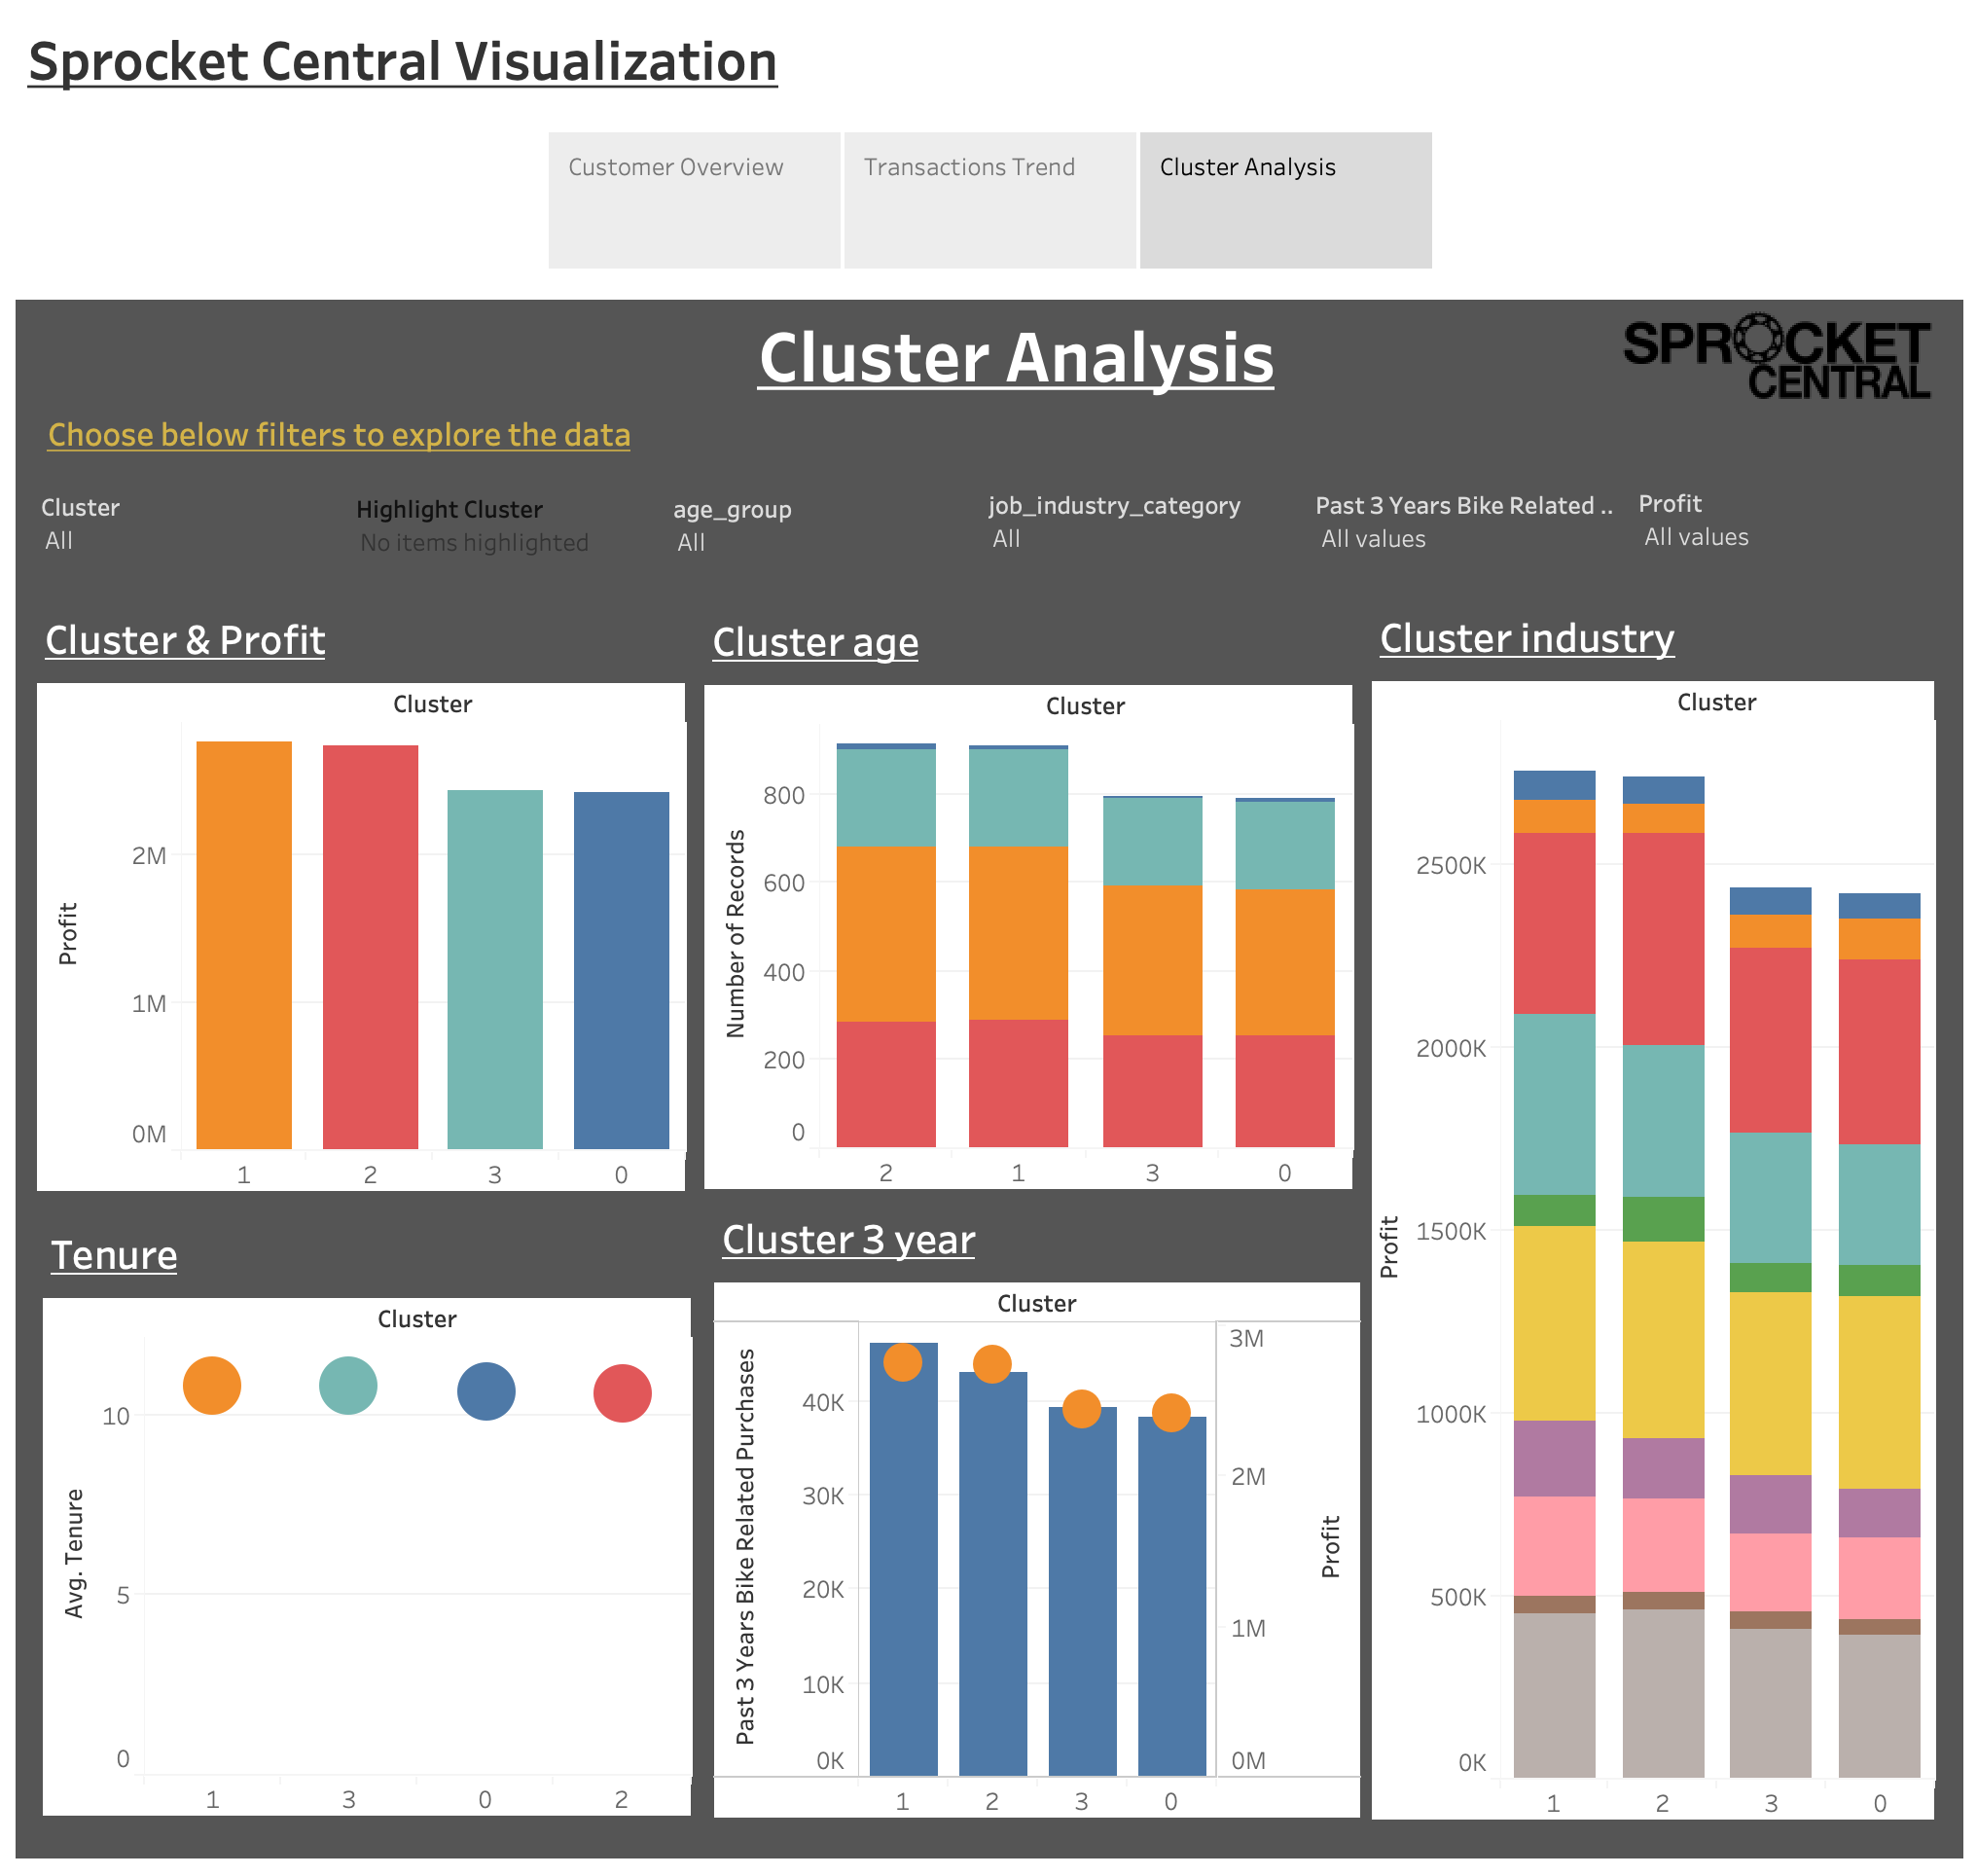 Sprocket Central Visualization
Customer Overview
Transactions Trend
Cluster Analysis
Cluster Analysis
SPROCKET
CENTRAL
Choose below filters to explore the data
Cluster
All
Highlight Cluster
No items highlighted
age_group
All
job_industry_category
All
Past 3 Years Bike Related ..
All values
Profit
All values
Cluster & Profit
Cluster
Profit
2M
1M
0M
1 2 3 0
Cluster age
Cluster
Number of Records
800
600
400
200
0
2 1 3 0
Cluster industry
Cluster
Profit
2500K
2000K
1500K
1000K
500K
0K
1 2 3 0
Tenure
Cluster
Avg. Tenure
10
5
0
1 3 0 2
Cluster 3 year
Cluster
Past 3 Years Bike Related Purchases
40K
30K
20K
10K
0K
3M
2M
1M
0M
Profit
1 2 3 0